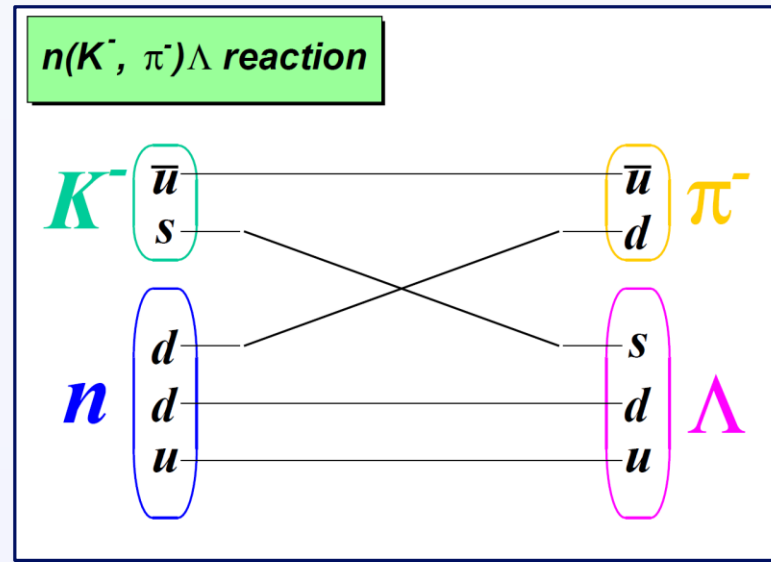 n(K⁻, π⁻)Λ reaction
K⁻ u̅ u̅ π⁻
s d
d s
n d d Λ
u u